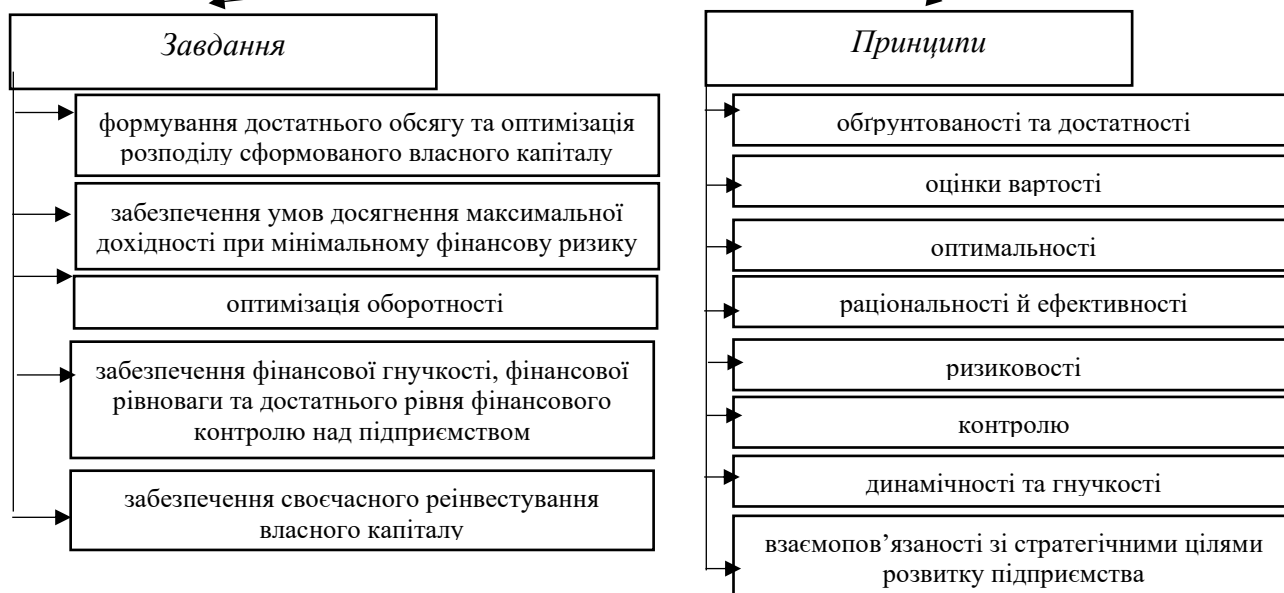 Завдання
формування достатнього обсягу та оптимізація
розподілу сформованого власного капіталу
забезпечення умов досягнення максимальної
дохідності при мінімальному фінансову ризику
оптимізація оборотності
забезпечення фінансової гнучкості, фінансової
рівноваги та достатнього рівня фінансового
контролю над підприємством
забезпечення своєчасного реінвестування
власного капіталу
Принципи
обґрунтованості та достатності
оцінки вартості
оптимальності
раціональності й ефективності
ризиковості
контролю
динамічності та гнучкості
взаємопов’язаності зі стратегічними цілями
розвитку підприємства